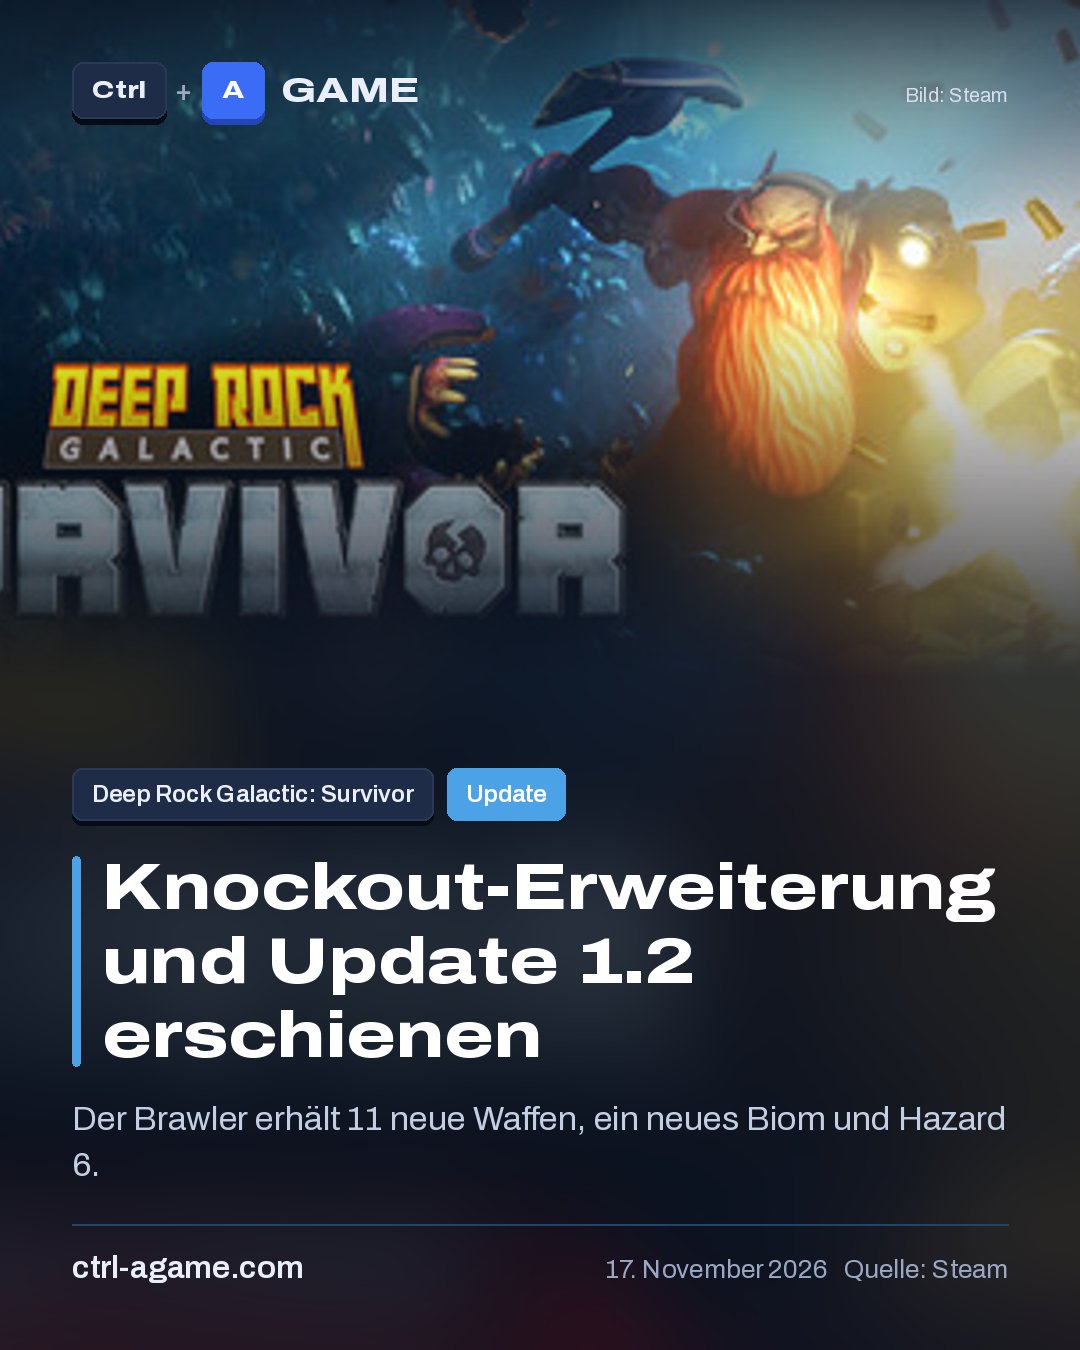 Ctrl + A GAME
Bild: Steam
DEEP ROCK
GALACTIC
RVIVOR
Deep Rock Galactic: Survivor
Update
Knockout-Erweiterung
und Update 1.2
erschienen
Der Brawler erhält 11 neue Waffen, ein neues Biom und Hazard
6.
ctrl-agame.com
17. November 2026 Quelle: Steam